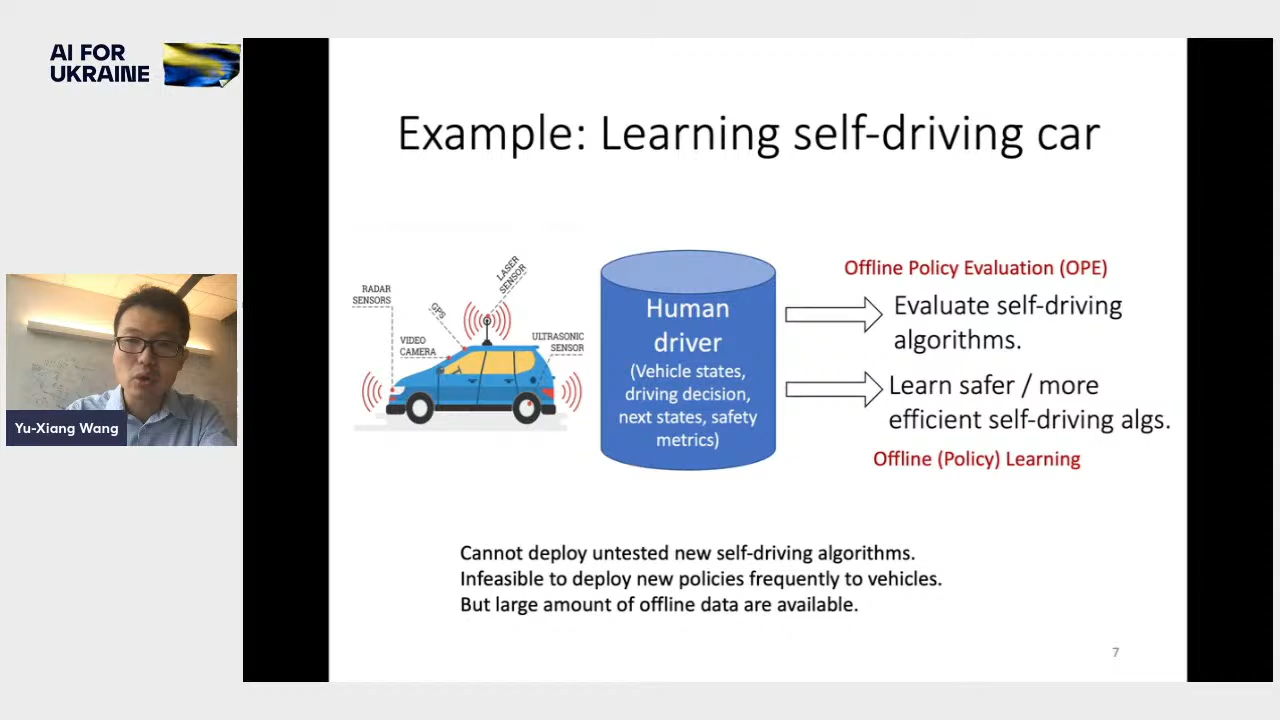 AI FOR
UKRAINE
Example: Learning self-driving car
LASER
SENSOR
RADAR
SENSORS
GPS
VIDEO
CAMERA
ULTRASONIC
SENSOR
Human
driver
(Vehicle states,
driving decision,
next states, safety
metrics)
Offline Policy Evaluation (OPE)
Evaluate self-driving
algorithms.
Learn safer / more
efficient self-driving algs.
Offline (Policy) Learning
Yu-Xiang Wang
Cannot deploy untested new self-driving algorithms.
Infeasible to deploy new policies frequently to vehicles.
But large amount of offline data are available.
7